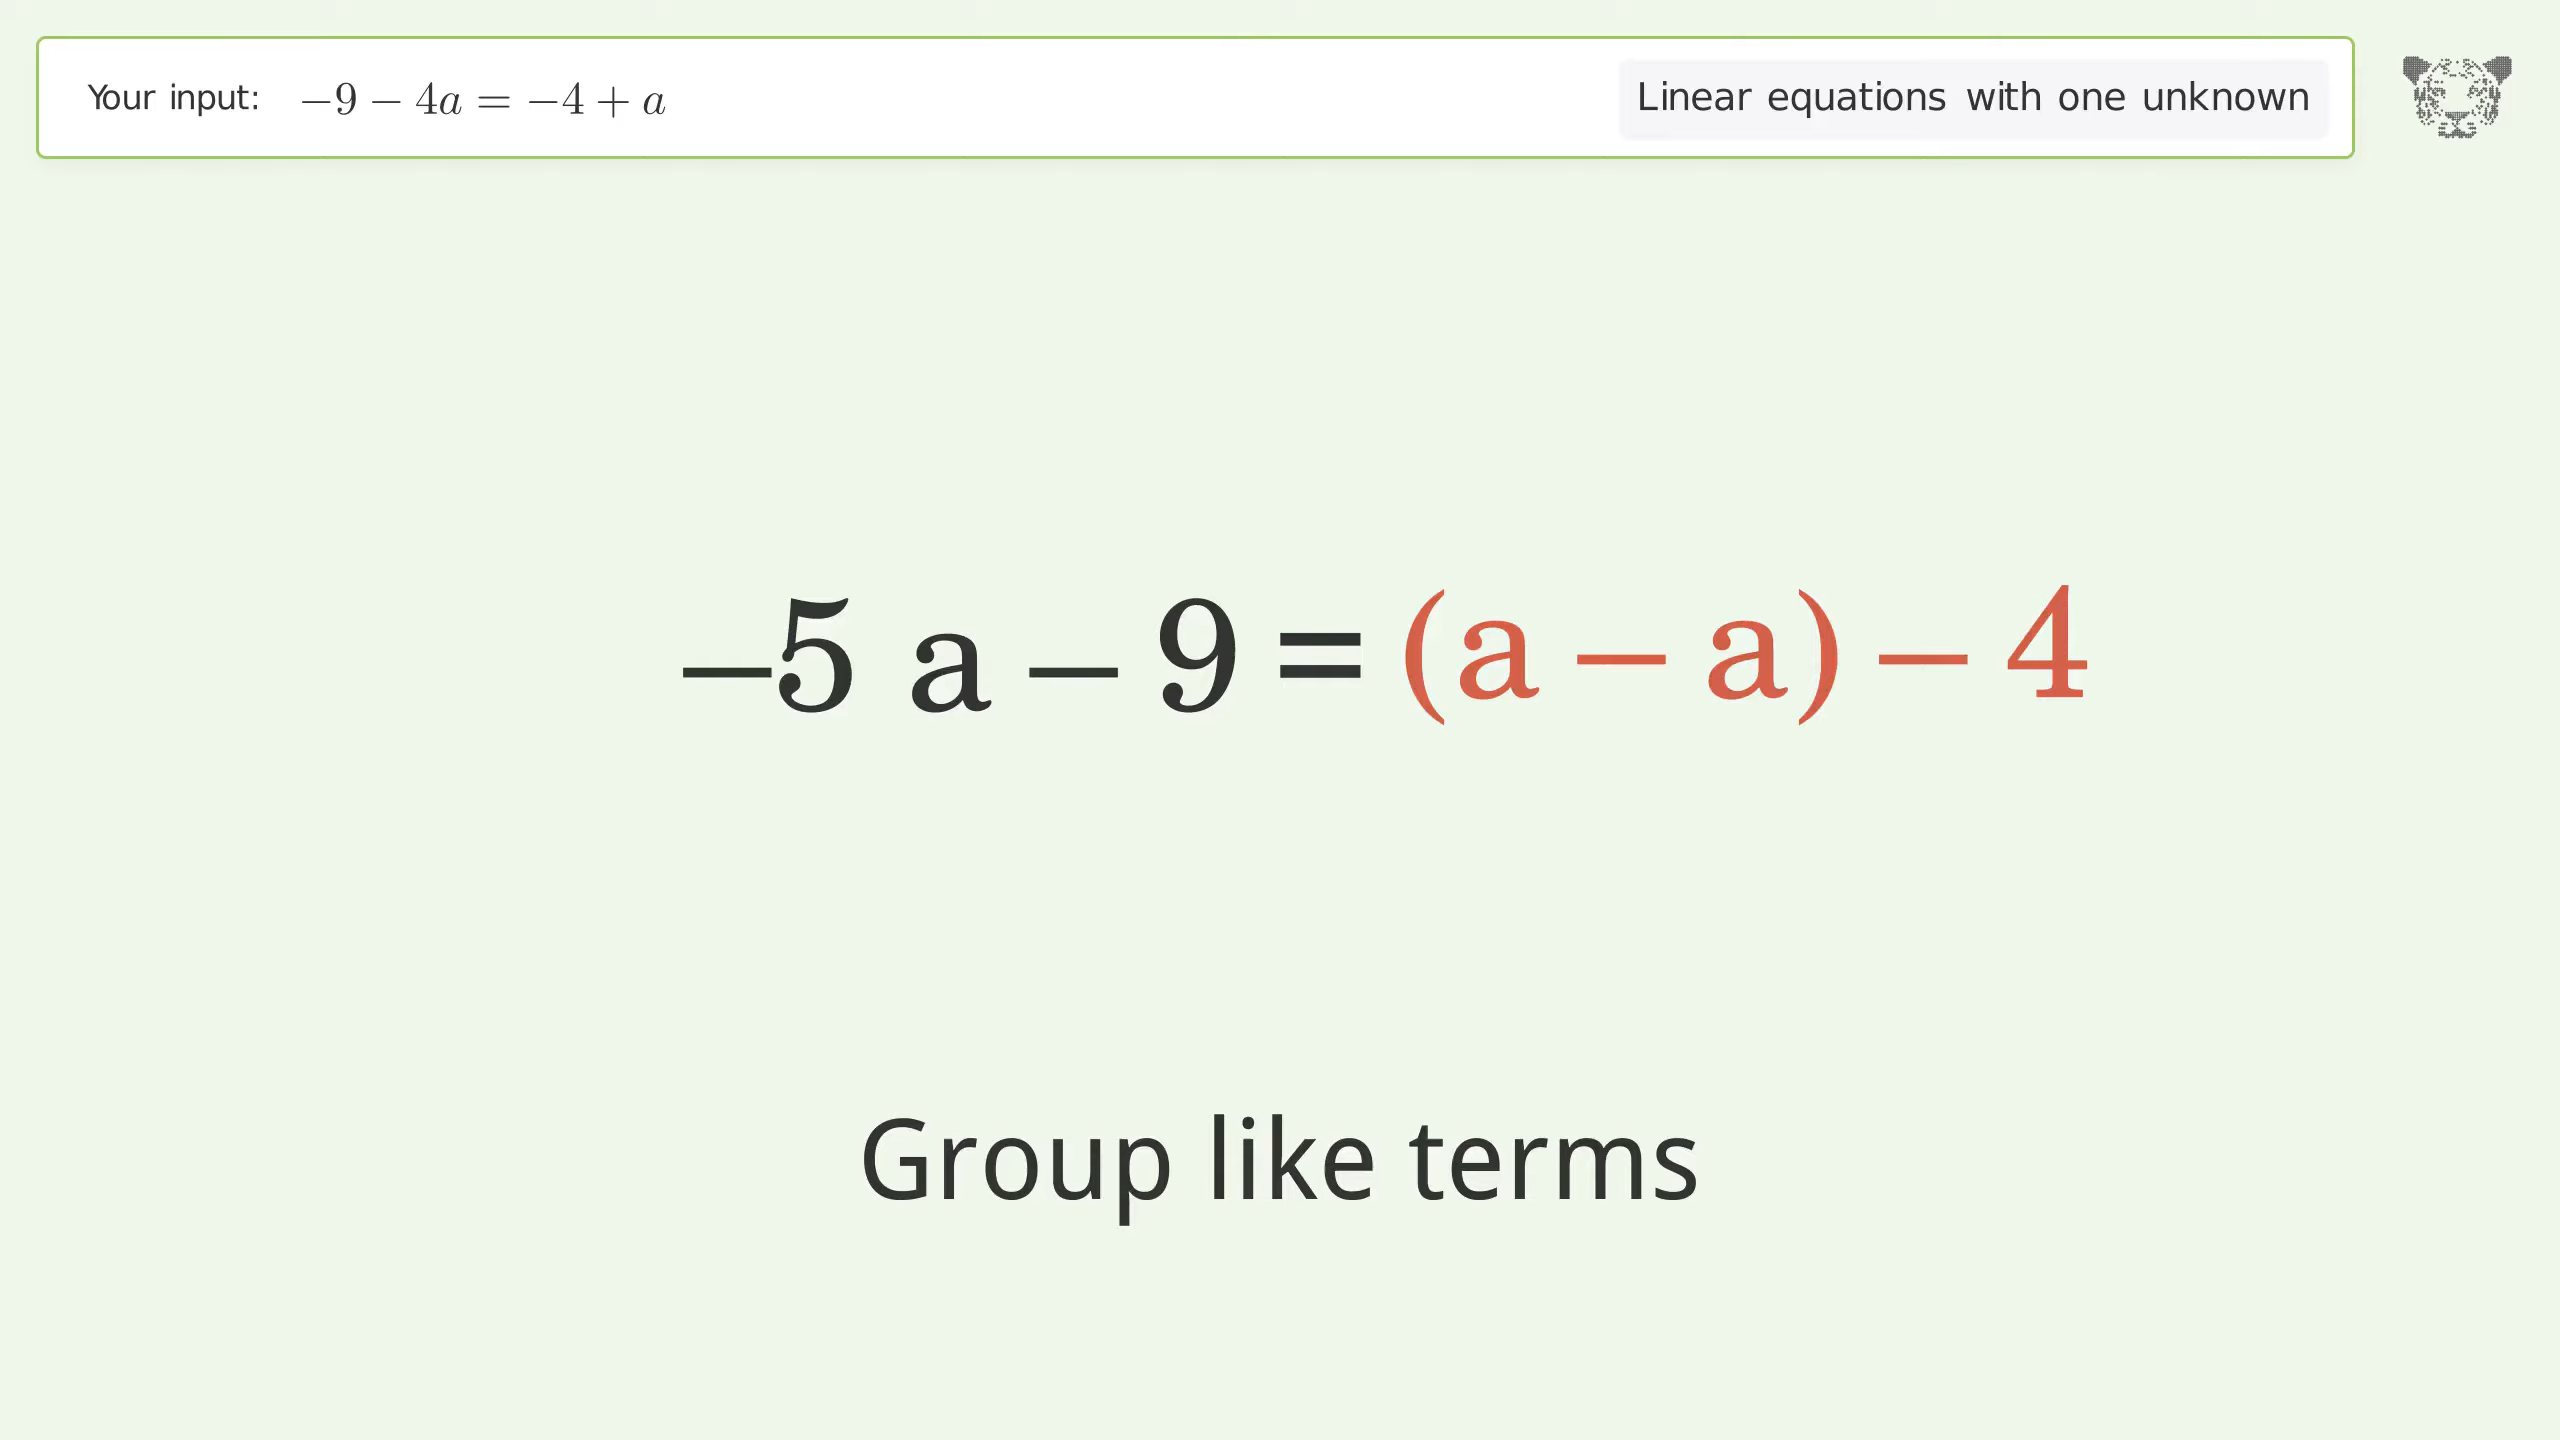 Your input: −9 − 4a = −4 + a
Linear equations with one unknown
−5 a − 9 = (a − a) − 4
Group like terms